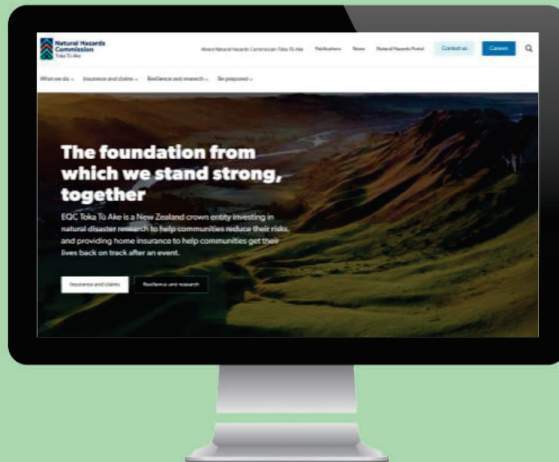 Natural Hazards
Commission
Toka Tū Ake
About Natural Hazards Commission Toka Tū Ake Publications News Natural Hazards Portal Contact us Careers
What we do Insurance and claims Resilience and research Be prepared
The foundation from
which we stand strong,
together
EQC Toka Tū Ake is a New Zealand crown entity investing in
natural disaster research to help communities reduce their risks,
and providing home insurance to help communities get their
lives back on track after an event.
Insurance and claims Resilience and research